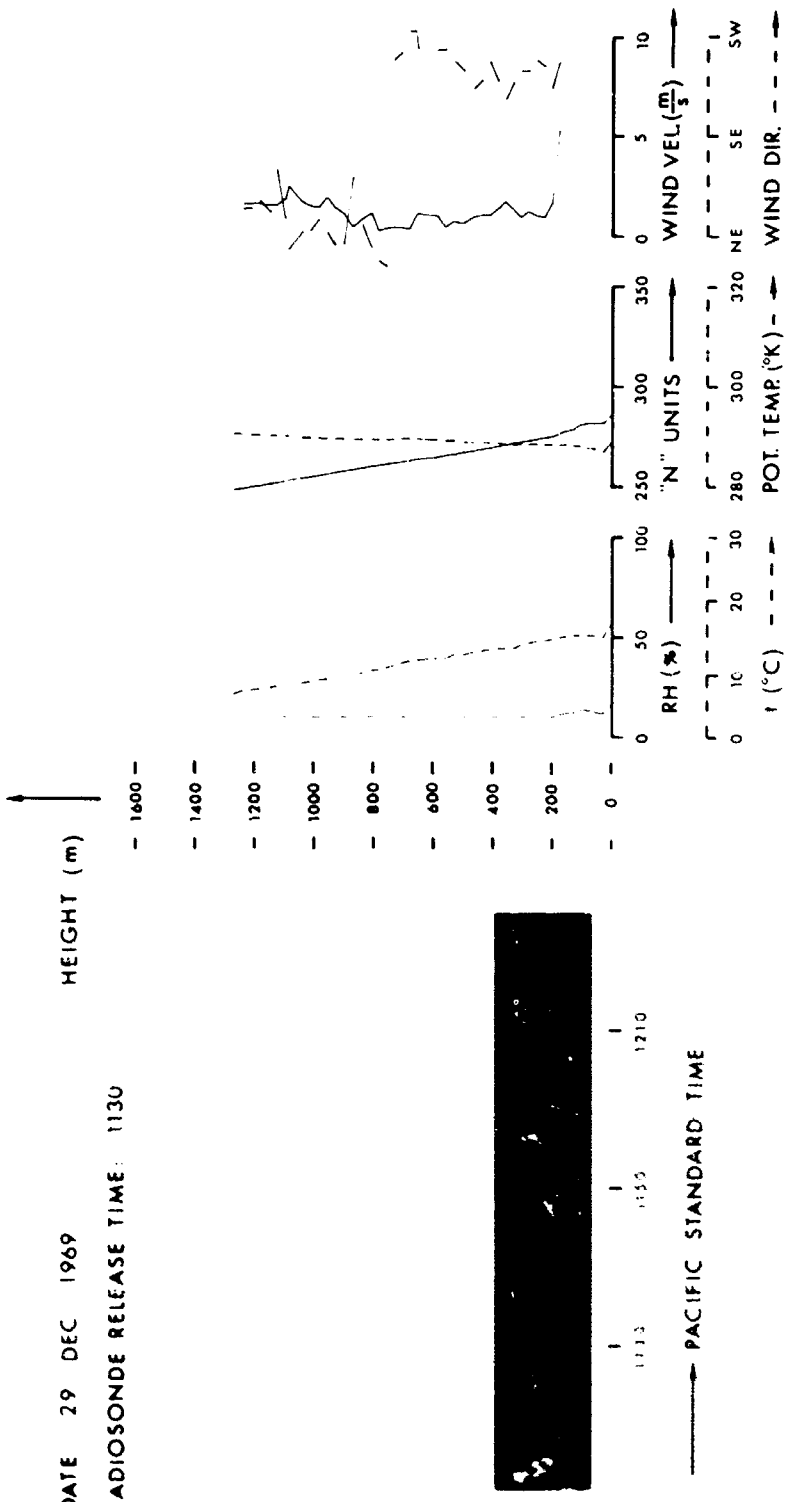 DATE 29 DEC 1969
ADIOSONDE RELEASE TIME: 1130
HEIGHT (m)
1600
1400
1200
1000
800
600
400
200
0
1210
PACIFIC STANDARD TIME
0 50 100
RH (%)
0 10 20 30
t (°C)
250 300 350
"N" UNITS
280 300 320
POT. TEMP. (°K)
0 5 10
WIND VEL. (m/s)
NE SE SW
WIND DIR.